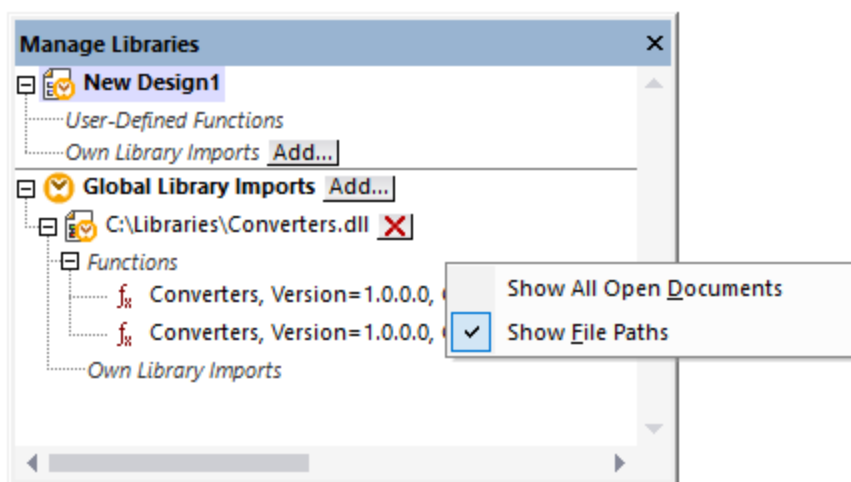 Manage Libraries
New Design1
User-Defined Functions
Own Library Imports Add...
Global Library Imports Add...
C:\Libraries\Converters.dll
Functions
fx Converters, Version=1.0.0.0,
fx Converters, Version=1.0.0.0,
Own Library Imports
Show All Open Documents
Show File Paths